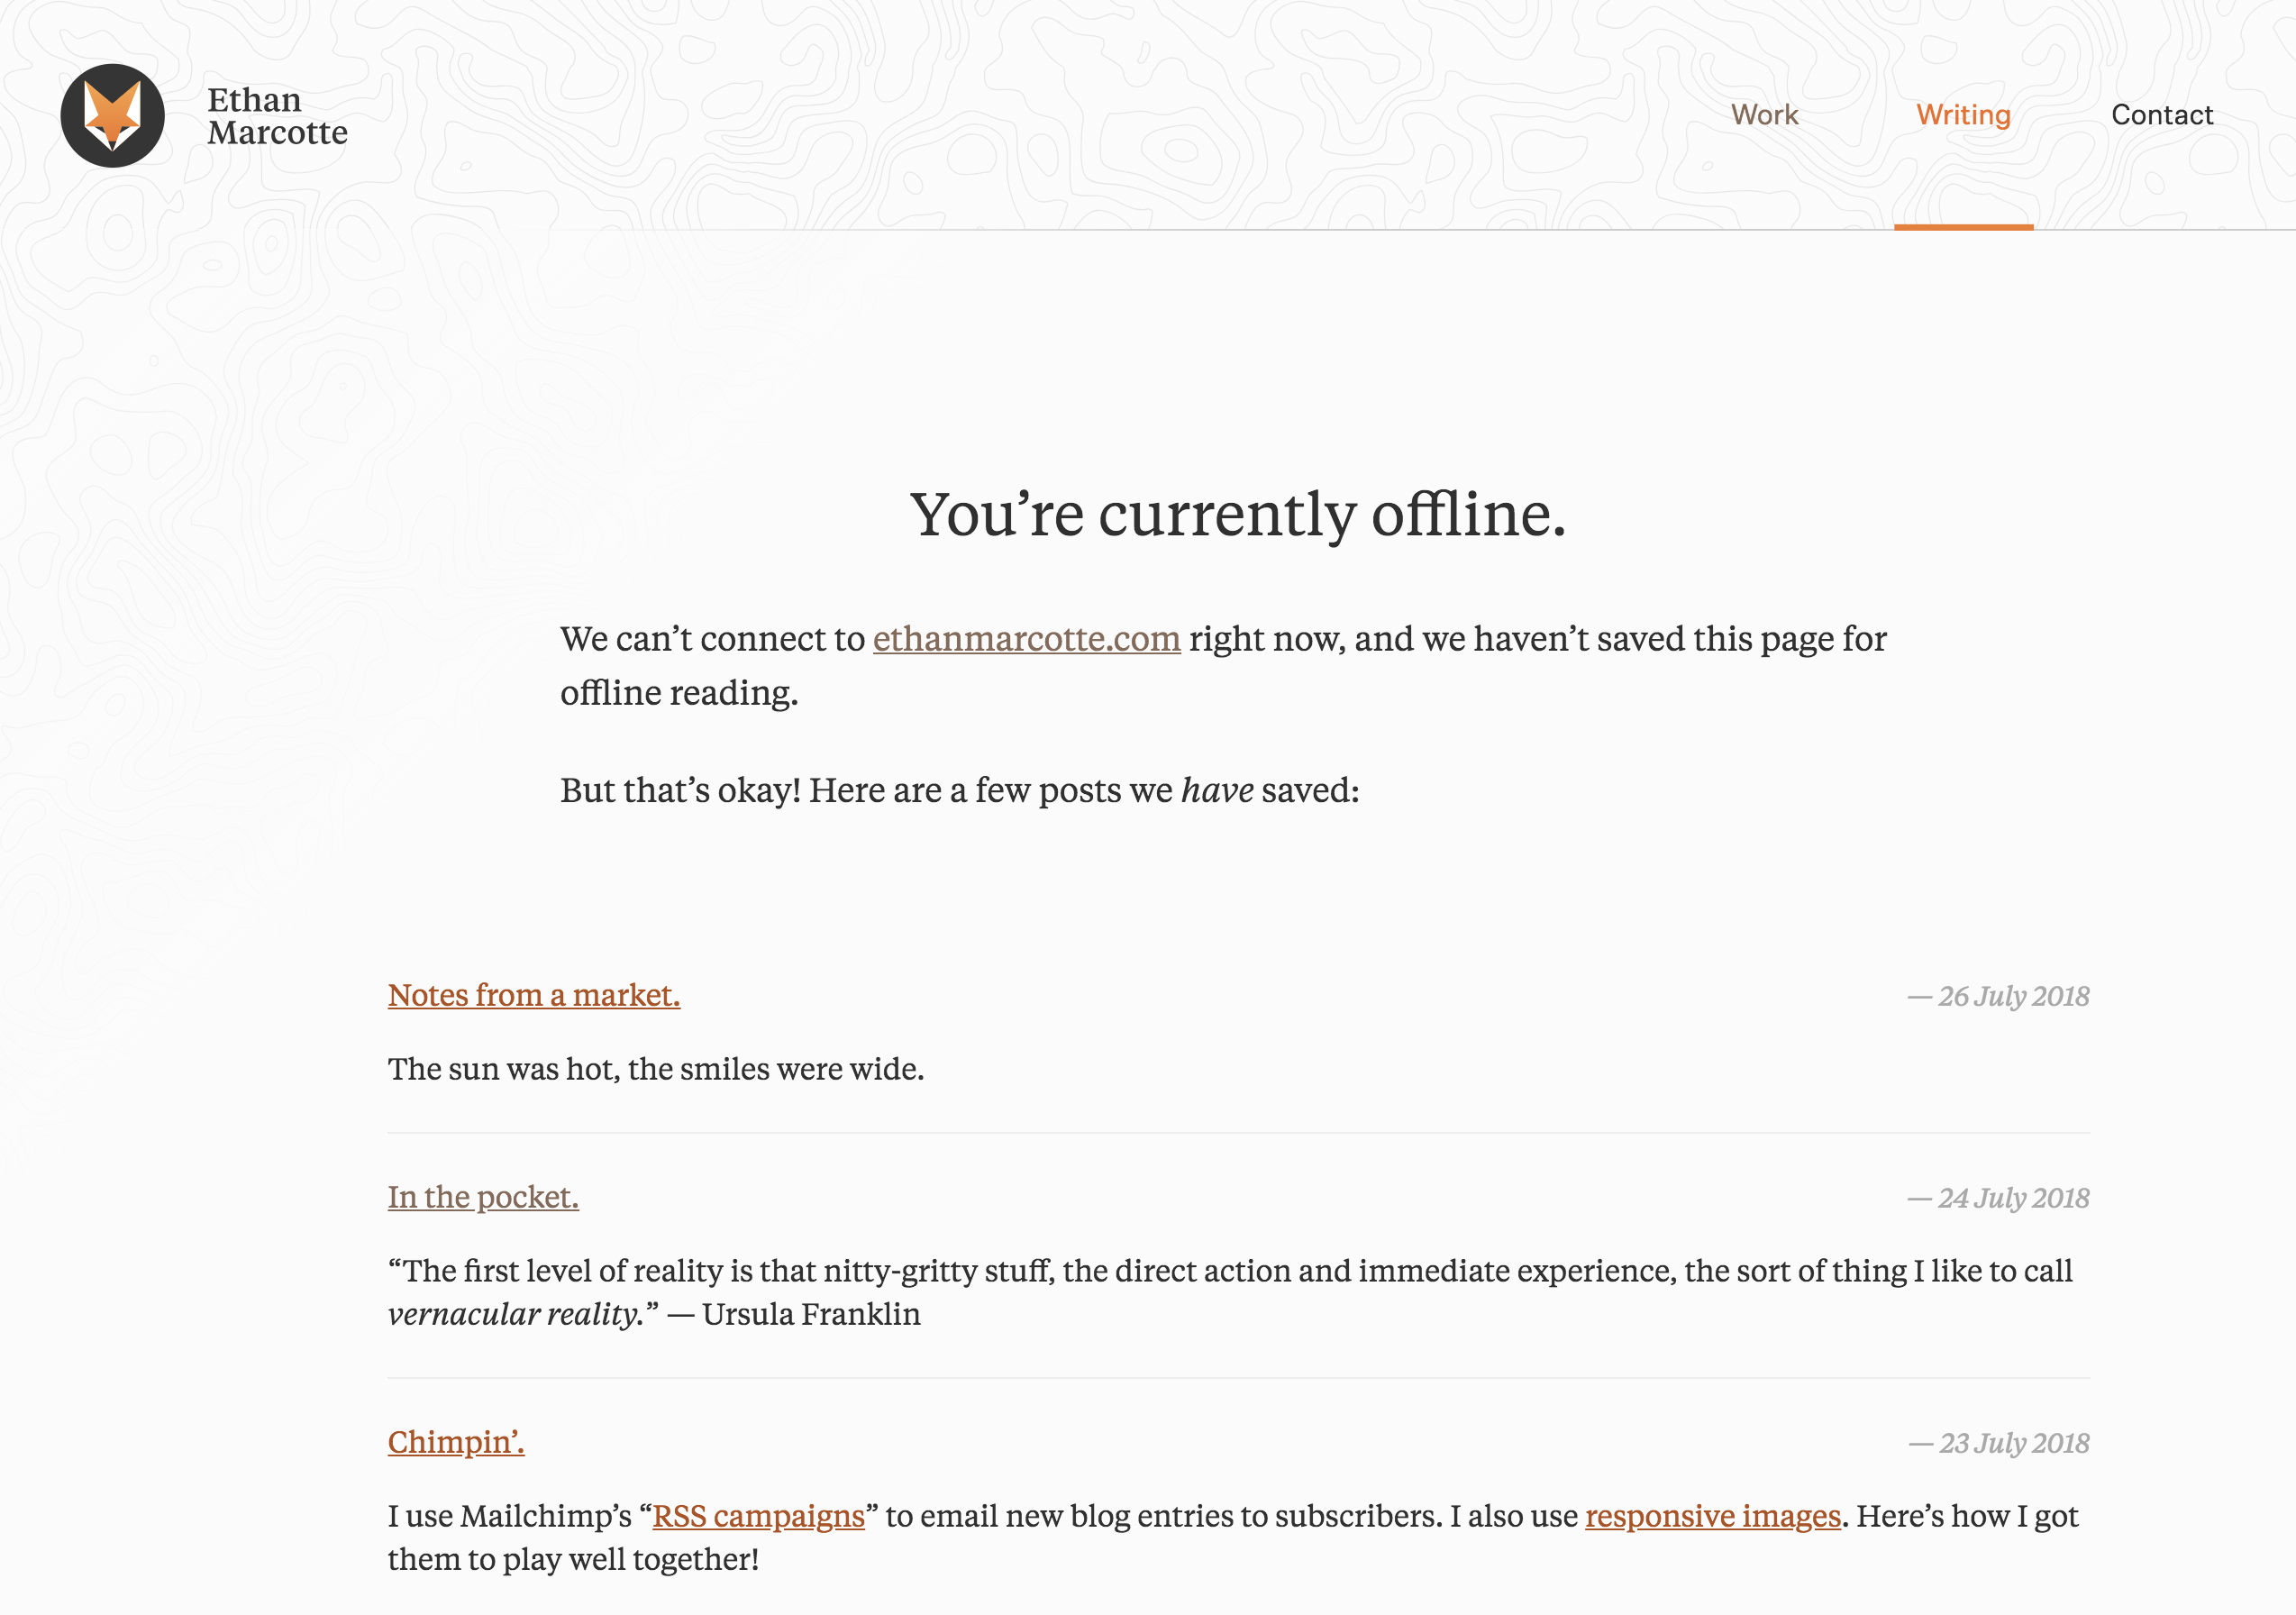 Ethan
Marcotte
Work
Writing
Contact
You’re currently offline.
We can’t connect to ethanmarcotte.com right now, and we haven’t saved this page for
offline reading.
But that’s okay! Here are a few posts we have saved:
Notes from a market.
— 26 July 2018
The sun was hot, the smiles were wide.
In the pocket.
— 24 July 2018
“The first level of reality is that nitty-gritty stuff, the direct action and immediate experience, the sort of thing I like to call
vernacular reality.” — Ursula Franklin
Chimpin’.
— 23 July 2018
I use Mailchimp’s “RSS campaigns” to email new blog entries to subscribers. I also use responsive images. Here’s how I got
them to play well together!